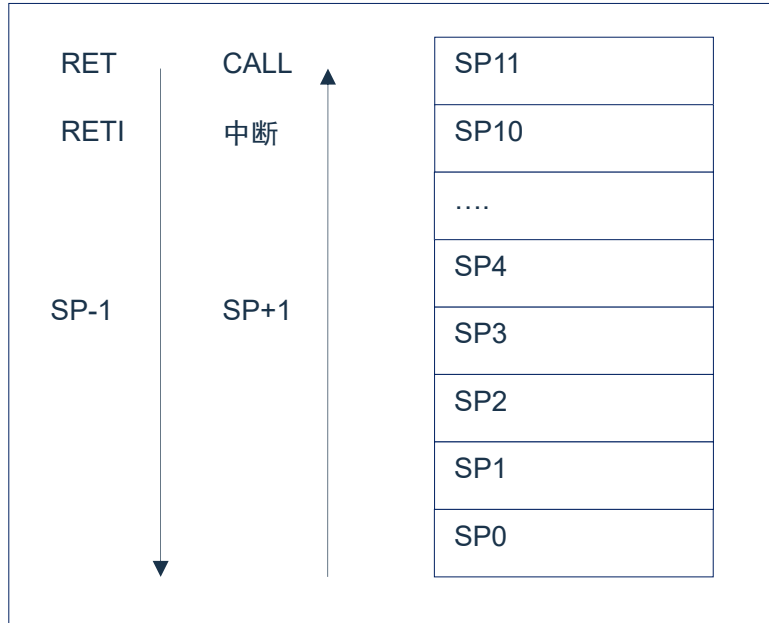 RET CALL SP11
RETI 中断 SP10
….
SP4
SP-1 SP+1
SP3
SP2
SP1
SP0